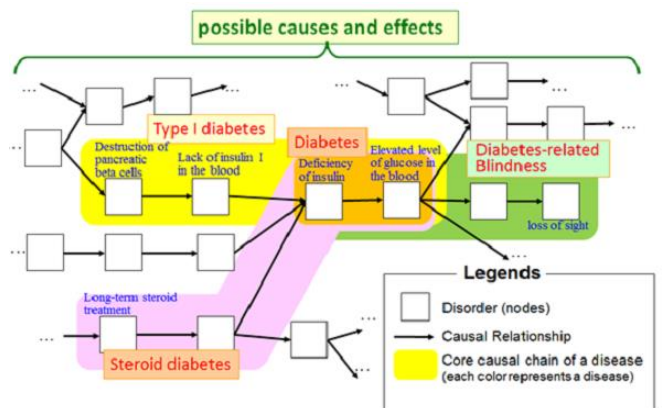 possible causes and effects
...
...
...
...
Type I diabetes
Diabetes
Diabetes-related
Blindness
Destruction of
pancreatic
beta cells
Lack of insulin I
in the blood
Deficiency
of insulin
Elevated level
of glucose in
the blood
loss of sight
...
...
Long-term steroid
treatment
...
...
...
Steroid diabetes
Legends
Disorder (nodes)
Causal Relationship
Core causal chain of a disease
(each color represents a disease)